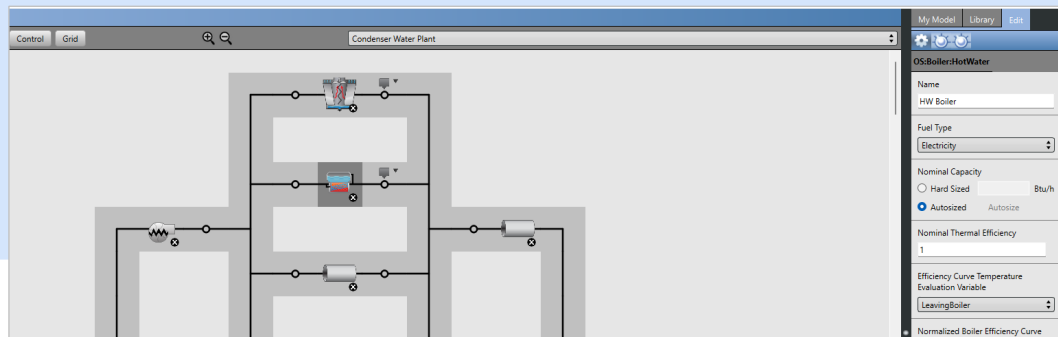 My Model Library Edit
Control Grid Condenser Water Plant
OS:Boiler:HotWater
Name
HW Boiler
Fuel Type
Electricity
Nominal Capacity
Hard Sized Btu/h
Autosized Autosize
Nominal Thermal Efficiency
1
Efficiency Curve Temperature
Evaluation Variable
LeavingBoiler
Normalized Boiler Efficiency Curve